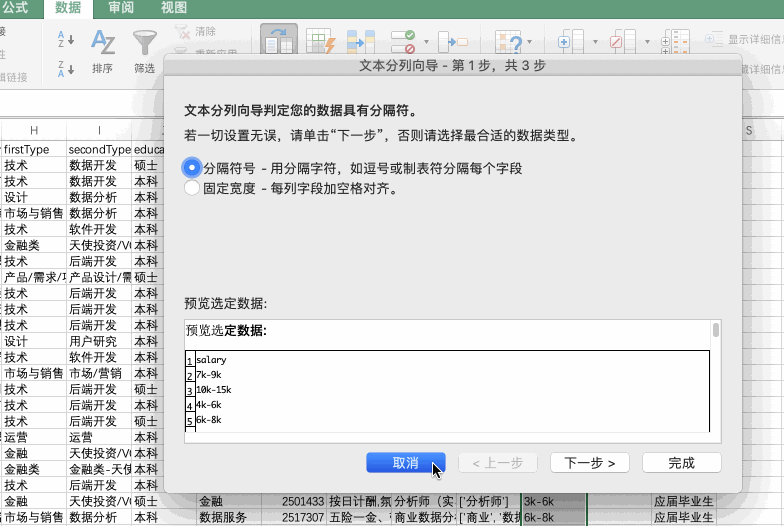 公式 数据 审阅 视图
清除
排序 筛选 重新应用
显示详细信息
文本分列向导 - 第 1 步，共 3 步
文本分列向导判定您的数据具有分隔符。
若一切设置无误，请单击“下一步”，否则请选择最合适的数据类型。
分隔符号 - 用分隔字符，如逗号或制表符分隔每个字段
固定宽度 - 每列字段加空格对齐。
预览选定数据:
预览选定数据:
1 salary
2 7k-9k
3 10k-15k
4 4k-6k
5 6k-8k
取消 < 上一步 下一步 > 完成
H I S
firstType secondType educa
技术 数据开发 硕士
技术 数据开发 本科
设计 数据分析 本科
市场与销售 数据分析 本科
技术 软件开发 本科
金融类 天使投资/VC 本科
技术 后端开发 本科
产品/需求/项 产品设计/需 硕士
技术 后端开发 本科
技术 后端开发 本科
技术 后端开发 本科
设计 用户研究 本科
技术 软件开发 本科
市场与销售 市场/营销 本科
技术 后端开发 硕士
技术 后端开发 本科
技术 后端开发 硕士
运营 运营 本科
金融 天使投资/VC 本科
金融类 金融类-天使 本科
技术 后端开发 本科
金融 天使投资/VC 硕士 金融 2501433 按日计酬,氛 分析师（实 ['分析师'] 3k-6k 应届毕业生
市场与销售 数据分析 本科 数据服务 2517307 五险一金、 商业数据分 ['商业', '数据 6k-8k 应届毕业生